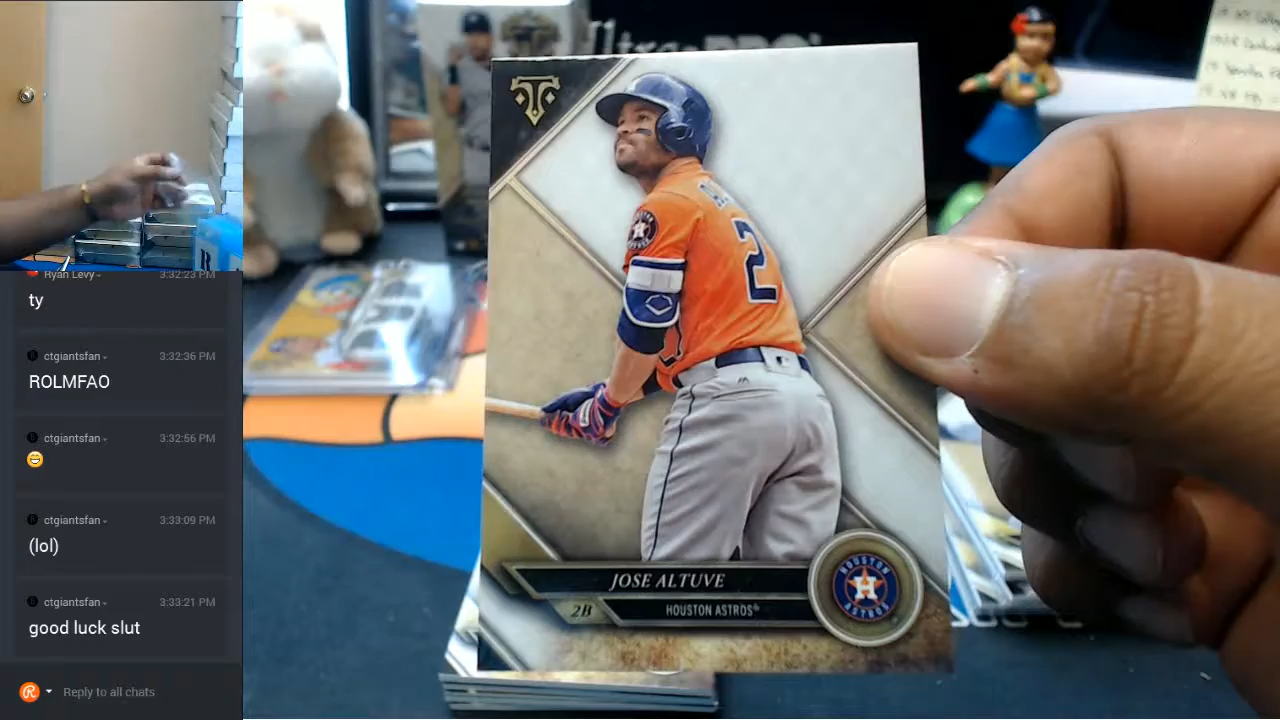 Ryan Levy 3:32:23 PM
ty
ctgiantsfan 3:32:36 PM
ROLMFAO
ctgiantsfan 3:32:56 PM
ctgiantsfan 3:33:09 PM
(lol)
ctgiantsfan 3:33:21 PM
good luck slut
Reply to all chats
2
JOSE ALTUVE
2B HOUSTON ASTROS
HOUSTON
ASTROS